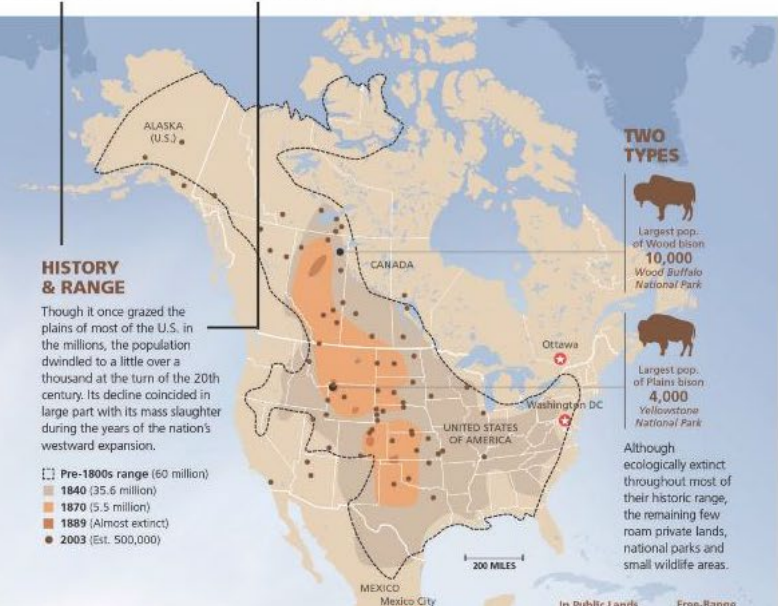 ALASKA
(U.S.)
CANADA
Ottawa
Washington DC
UNITED STATES
OF AMERICA
200 MILES
MEXICO
Mexico City
HISTORY
& RANGE
Though it once grazed the
plains of most of the U.S. in
the millions, the population
dwindled to a little over a
thousand at the turn of the 20th
century. Its decline coincided in
large part with its mass slaughter
during the years of the nation's
westward expansion.
Pre-1800s range (60 million)
1840 (35.6 million)
1870 (5.5 million)
1889 (Almost extinct)
2003 (Est. 500,000)
TWO
TYPES
Largest pop.
of Wood bison
10,000
Wood Buffalo
National Park
Largest pop.
of Plains bison
4,000
Yellowstone
National Park
Although
ecologically extinct
throughout most of
their historic range,
the remaining few
roam private lands,
national parks and
small wildlife areas.
In Public Lands
Free-Range